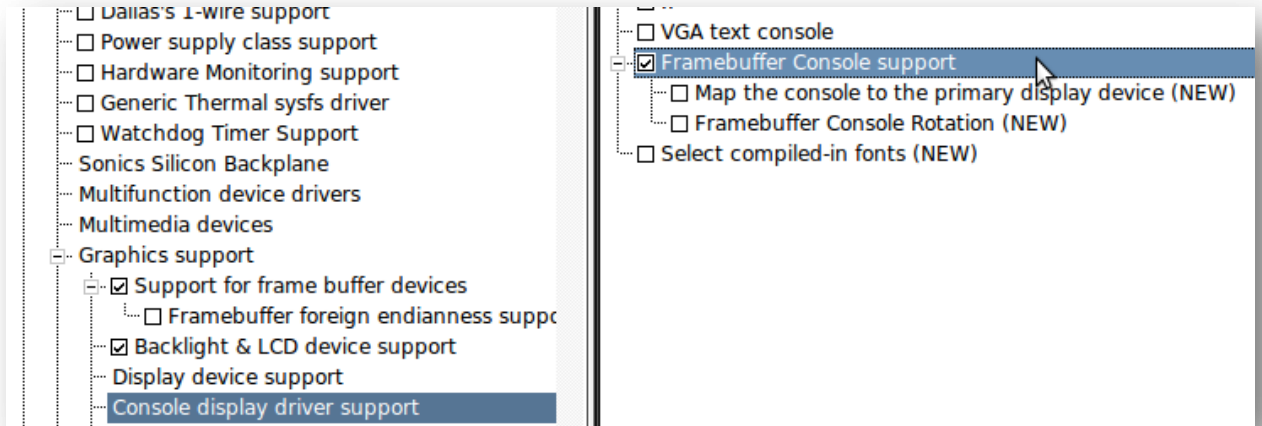 Dallas's 1-wire support
Power supply class support
Hardware Monitoring support
Generic Thermal sysfs driver
Watchdog Timer Support
Sonics Silicon Backplane
Multifunction device drivers
Multimedia devices
Graphics support
Support for frame buffer devices
Framebuffer foreign endianness suppo
Backlight & LCD device support
Display device support
Console display driver support
..
VGA text console
Framebuffer Console support
Map the console to the primary display device (NEW)
Framebuffer Console Rotation (NEW)
Select compiled-in fonts (NEW)